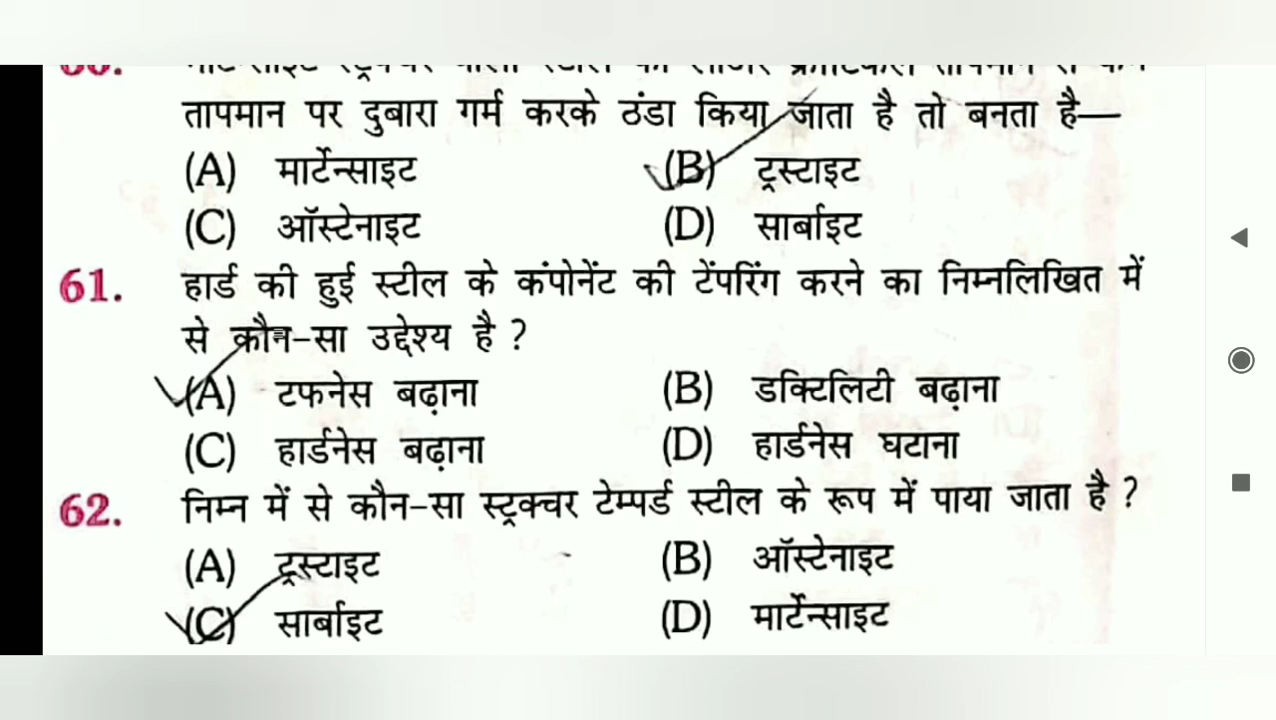 तापमान पर दुबारा गर्म करके ठंडा किया जाता है तो बनता है—
(A) मार्टेन्साइट (B) ट्रस्टाइट
(C) ऑस्टेनाइट (D) सार्बाइट
61. हार्ड की हुई स्टील के कंपोनेंट की टेंपरिंग करने का निम्नलिखित में
से कौन-सा उद्देश्य है ?
(A) टफनेस बढ़ाना (B) डक्टिलिटी बढ़ाना
(C) हार्डनेस बढ़ाना (D) हार्डनेस घटाना
62. निम्न में से कौन-सा स्ट्रक्चर टेम्पर्ड स्टील के रूप में पाया जाता है ?
(A) ट्रस्टाइट (B) ऑस्टेनाइट
(C) सार्बाइट (D) मार्टेन्साइट